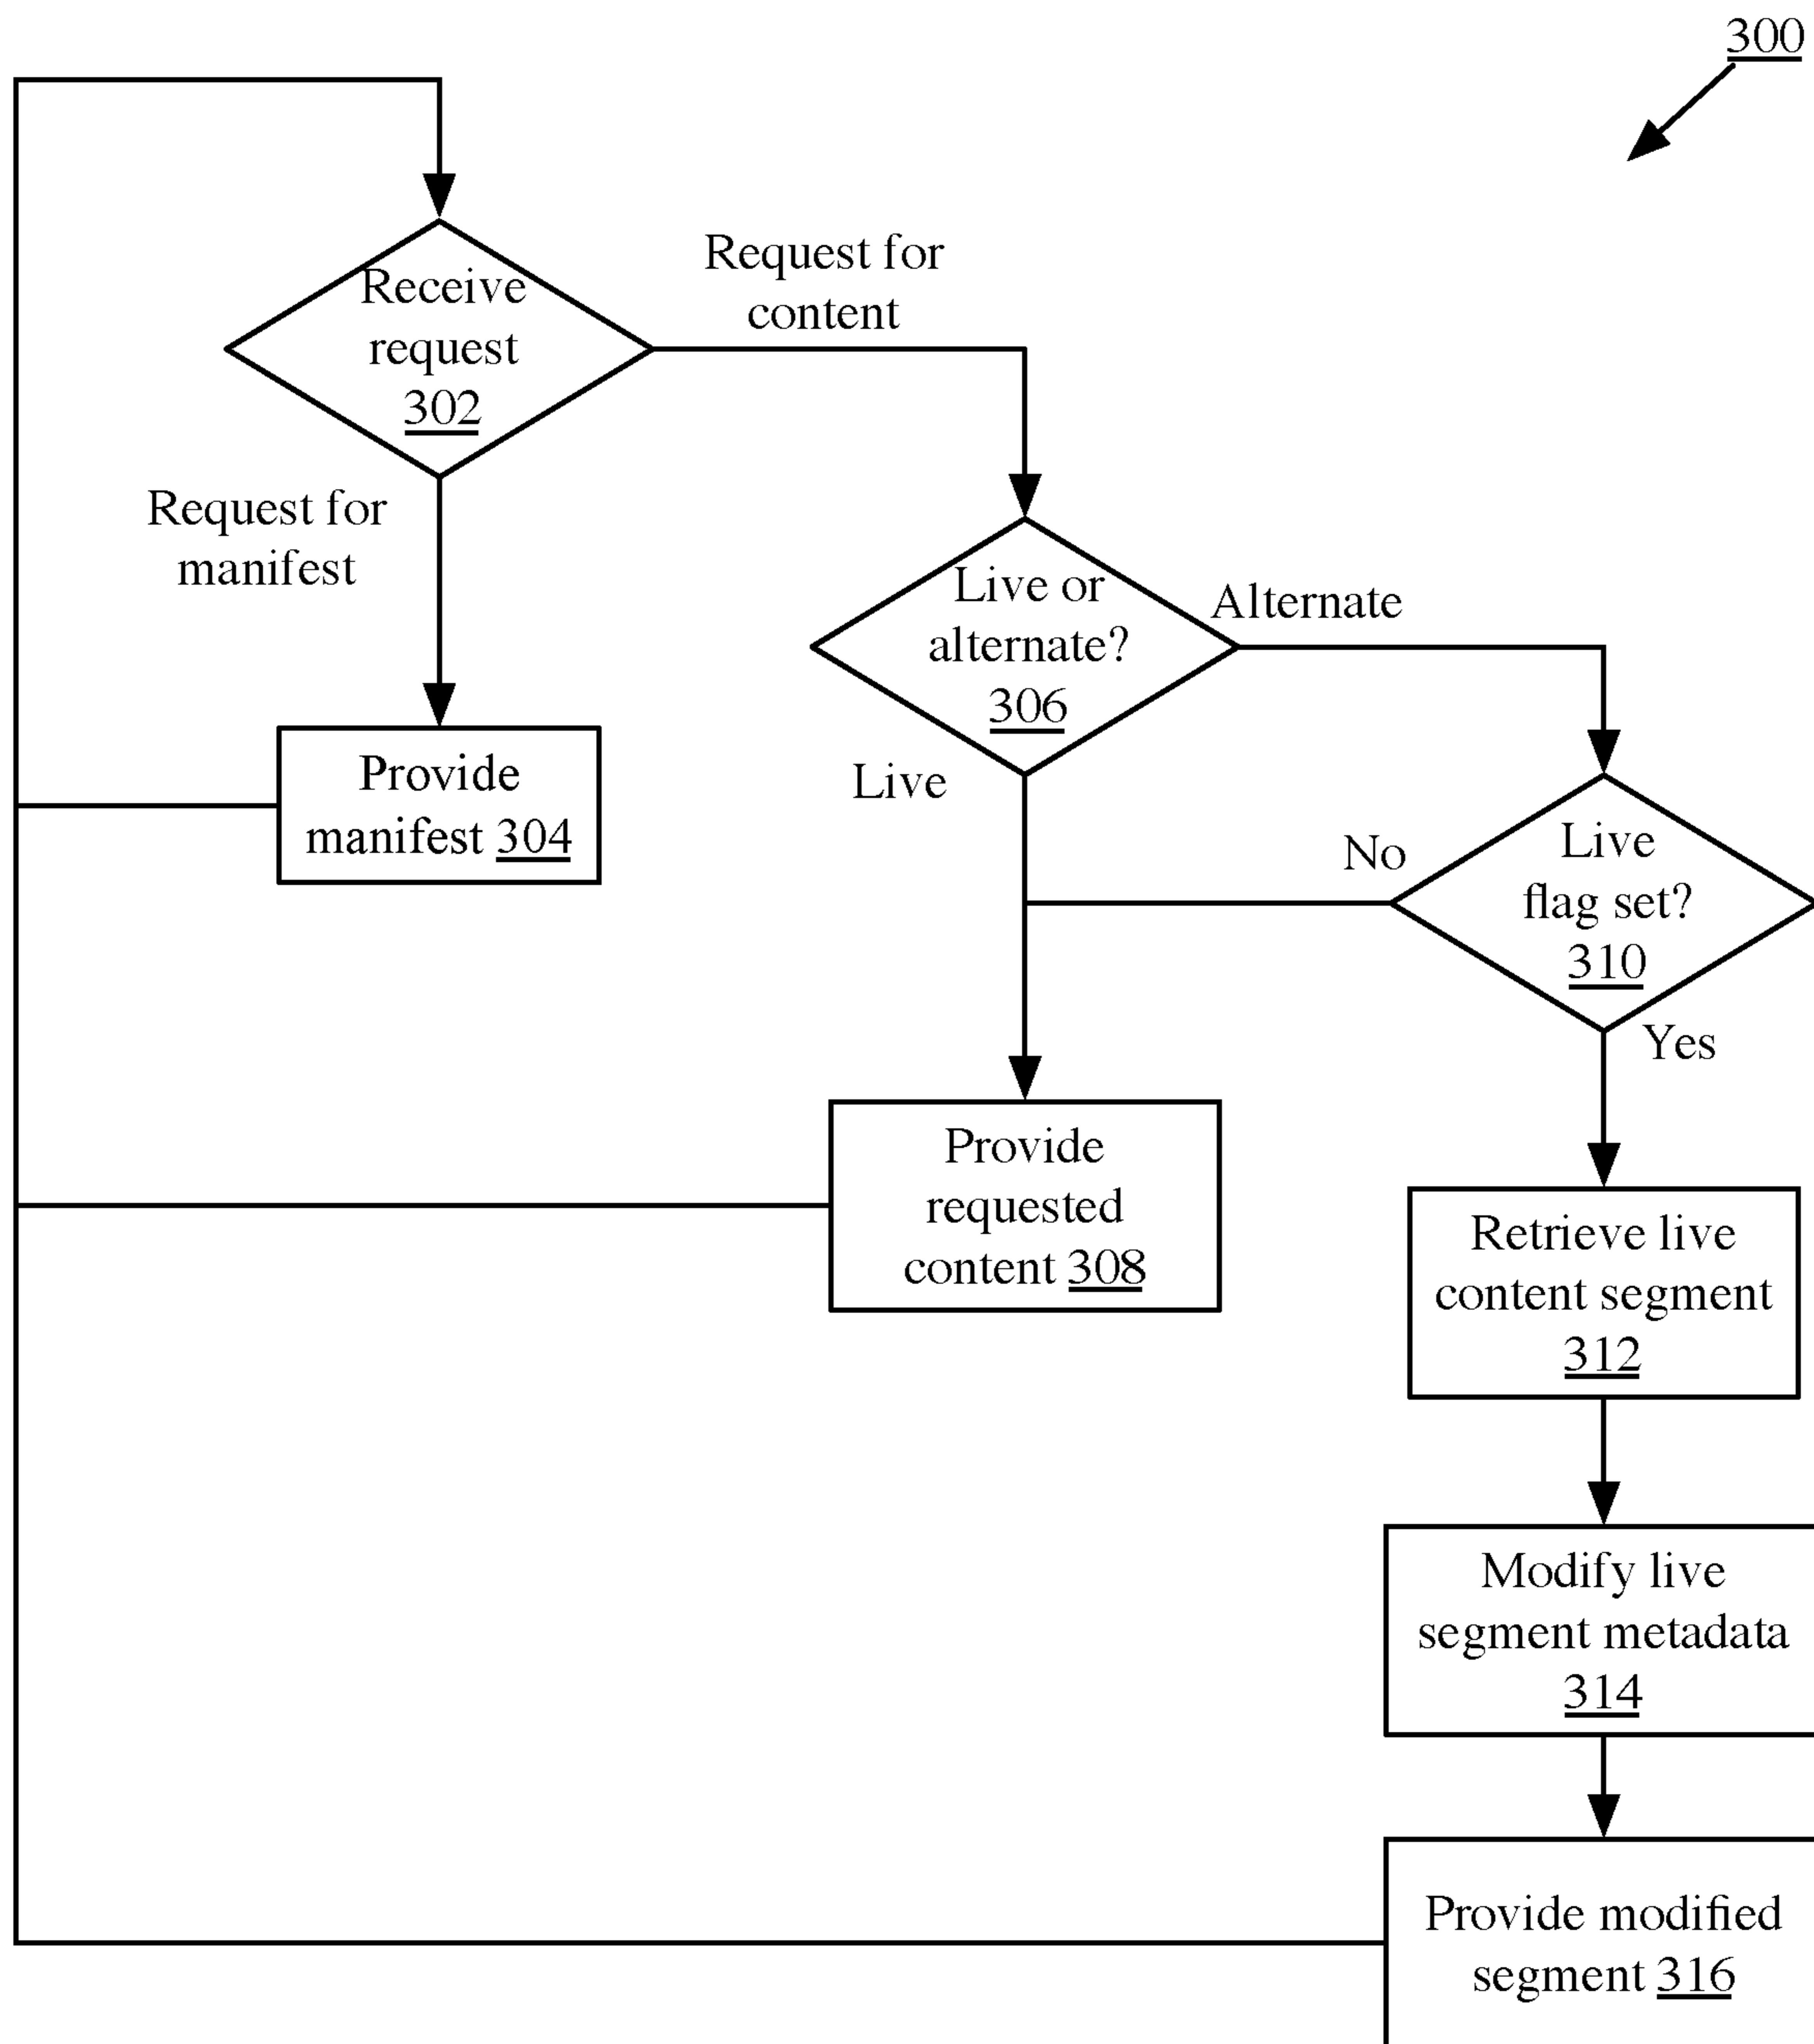 300
Receive
request
302
Request for
content
Request for
manifest
Provide
manifest 304
Live or
alternate?
306
Alternate
Live
Live
flag set?
310
No
Yes
Provide
requested
content 308
Retrieve live
content segment
312
Modify live
segment metadata
314
Provide modified
segment 316